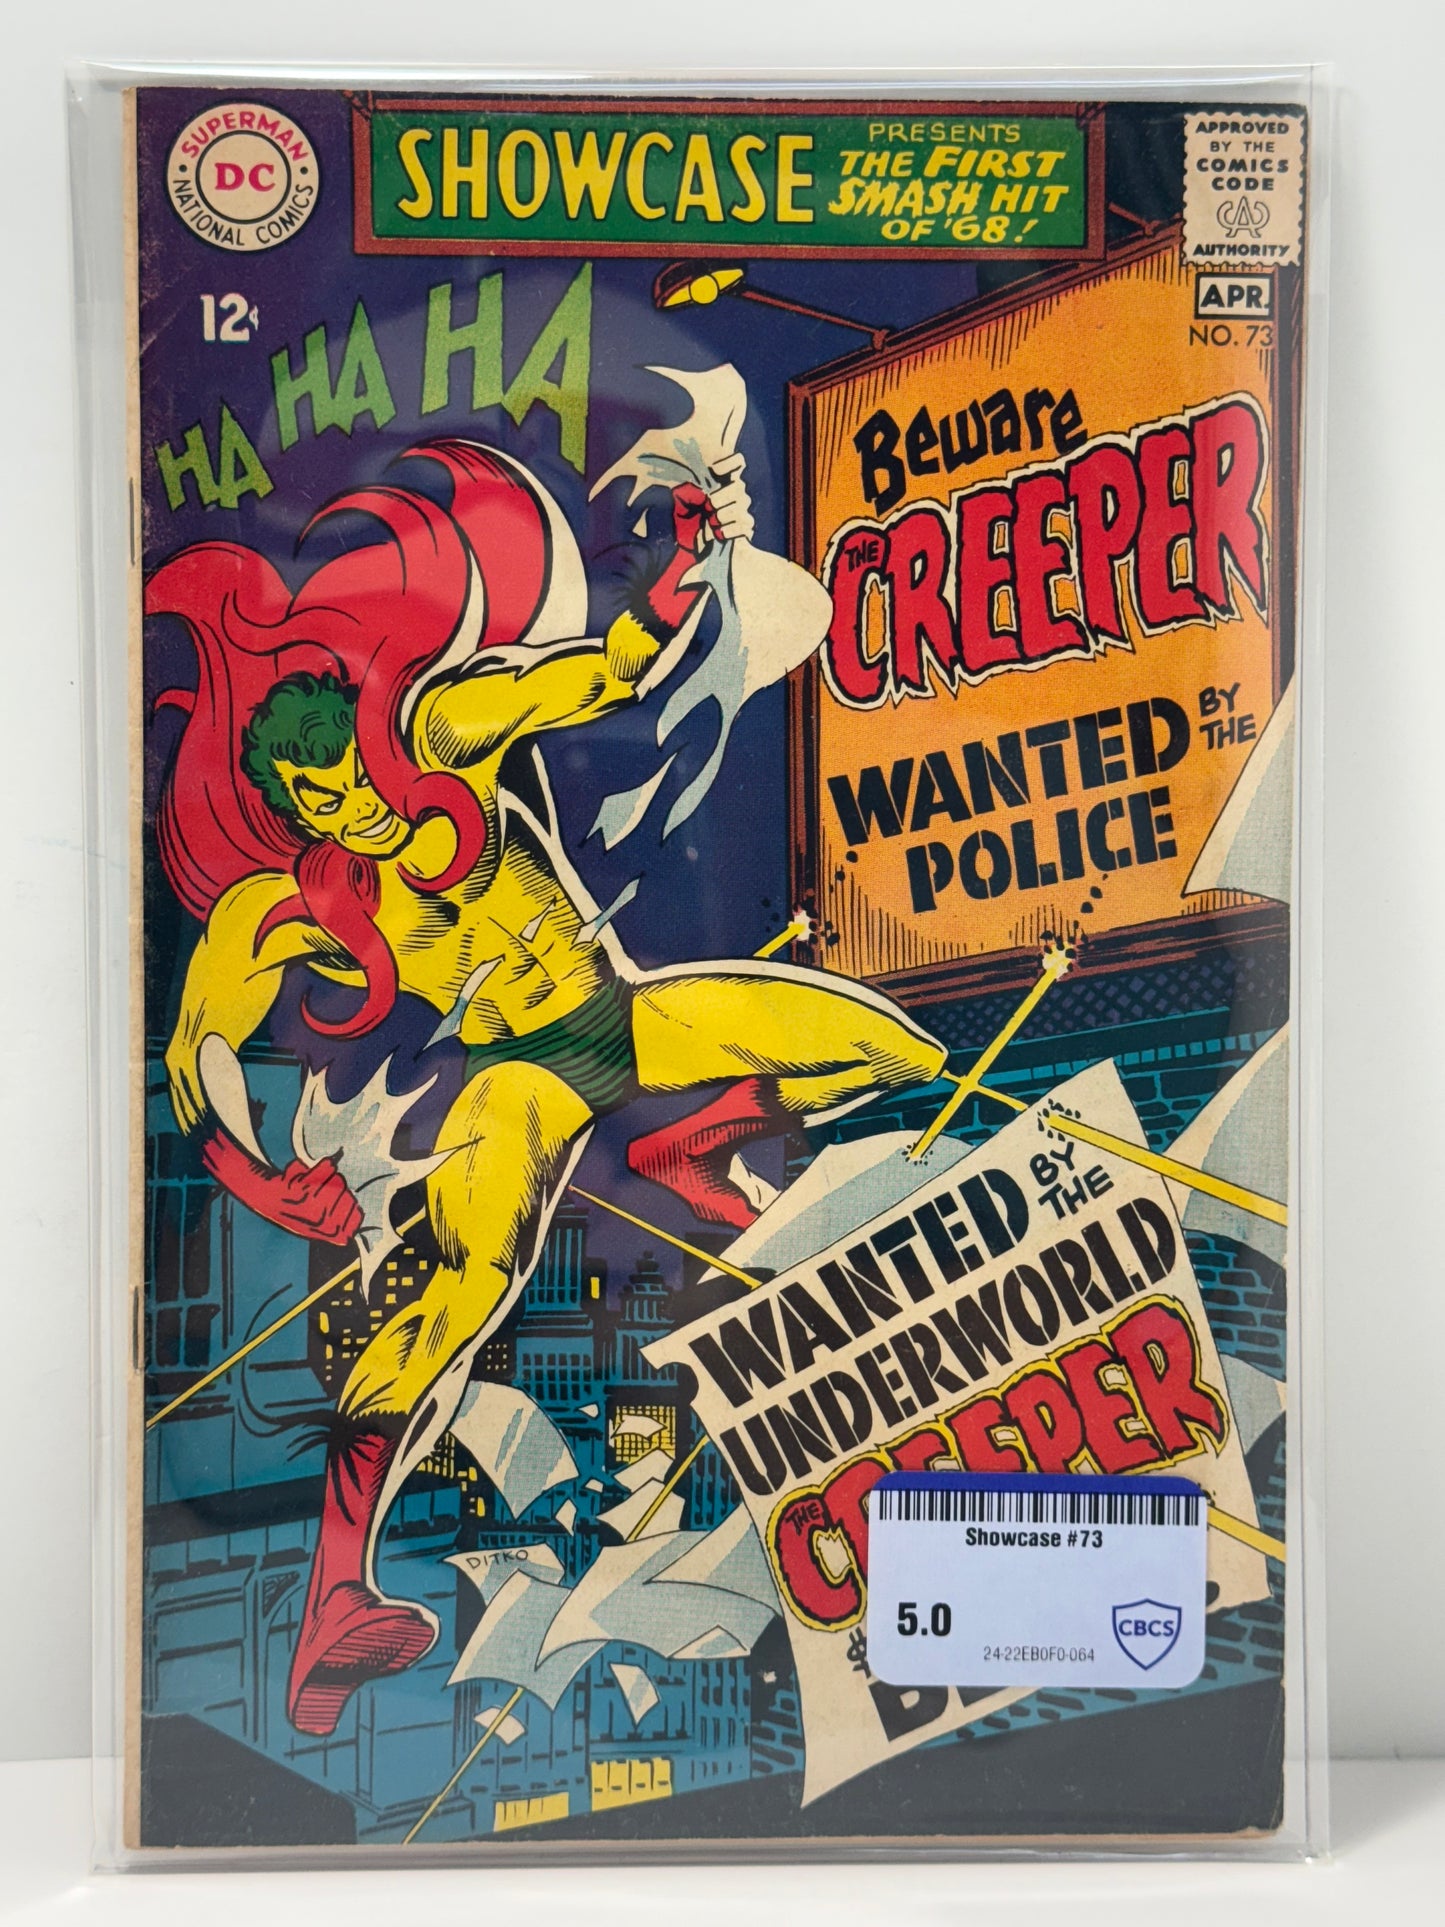 SUPERMAN
DC
NATIONAL COMICS
SHOWCASE
PRESENTS
THE FIRST
SMASH HIT
OF '68!
APPROVED
BY THE
COMICS
CODE
CA
AUTHORITY
12¢
APR.
NO. 73
HA HA HA
Beware
THE CREEPER
WANTED BY THE
POLICE
WANTED BY THE
UNDERWORLD
THE CREEPER
DITKO
Showcase #73
5.0
CBCS
24-22EB0F0-064